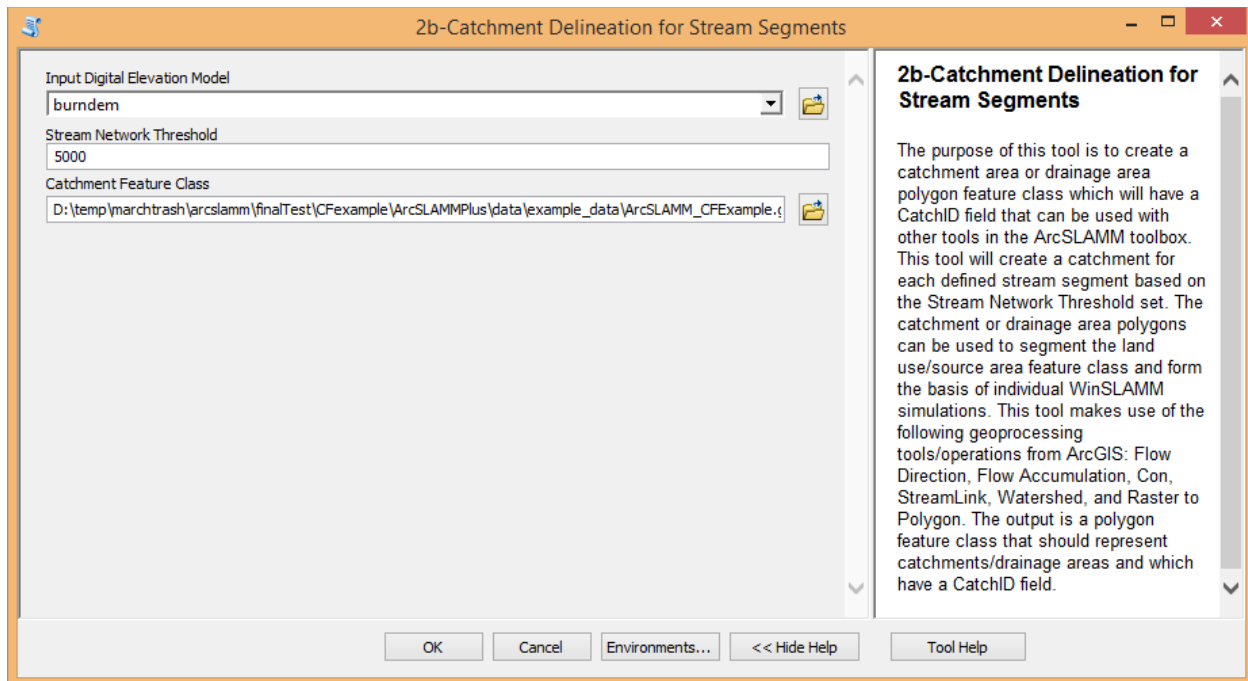 2b-Catchment Delineation for Stream Segments
Input Digital Elevation Model
burndem
Stream Network Threshold
5000
Catchment Feature Class
D:\temp\marchtrash\arcslamm\finalTest\CFexample\ArcSLAMMPlus\data\example_data\ArcSLAMM_CFExample.g
2b-Catchment Delineation for
Stream Segments
The purpose of this tool is to create a
catchment area or drainage area
polygon feature class which will have a
CatchID field that can be used with
other tools in the ArcSLAMM toolbox.
This tool will create a catchment for
each defined stream segment based on
the Stream Network Threshold set. The
catchment or drainage area polygons
can be used to segment the land
use/source area feature class and form
the basis of individual WinSLAMM
simulations. This tool makes use of the
following geoprocessing
tools/operations from ArcGIS: Flow
Direction, Flow Accumulation, Con,
StreamLink, Watershed, and Raster to
Polygon. The output is a polygon
feature class that should represent
catchments/drainage areas and which
have a CatchID field.
OK
Cancel
Environments...
<< Hide Help
Tool Help